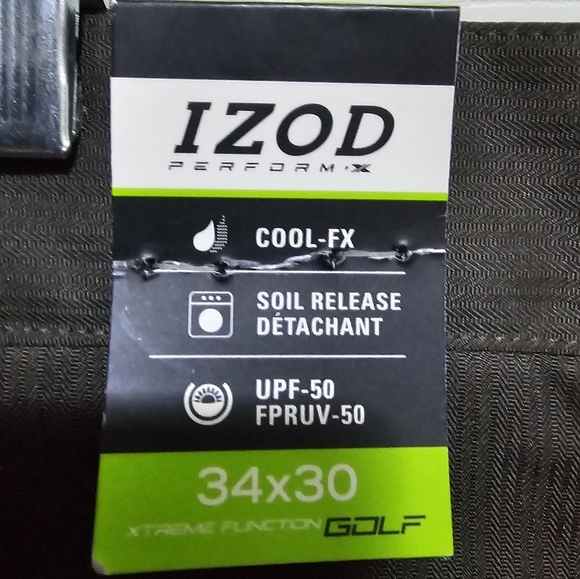 IZOD
PERFORM X
COOL-FX
SOIL RELEASE
DÉTACHANT
UPF-50
FPRUV-50
34x30
XTREME FUNCTION GOLF